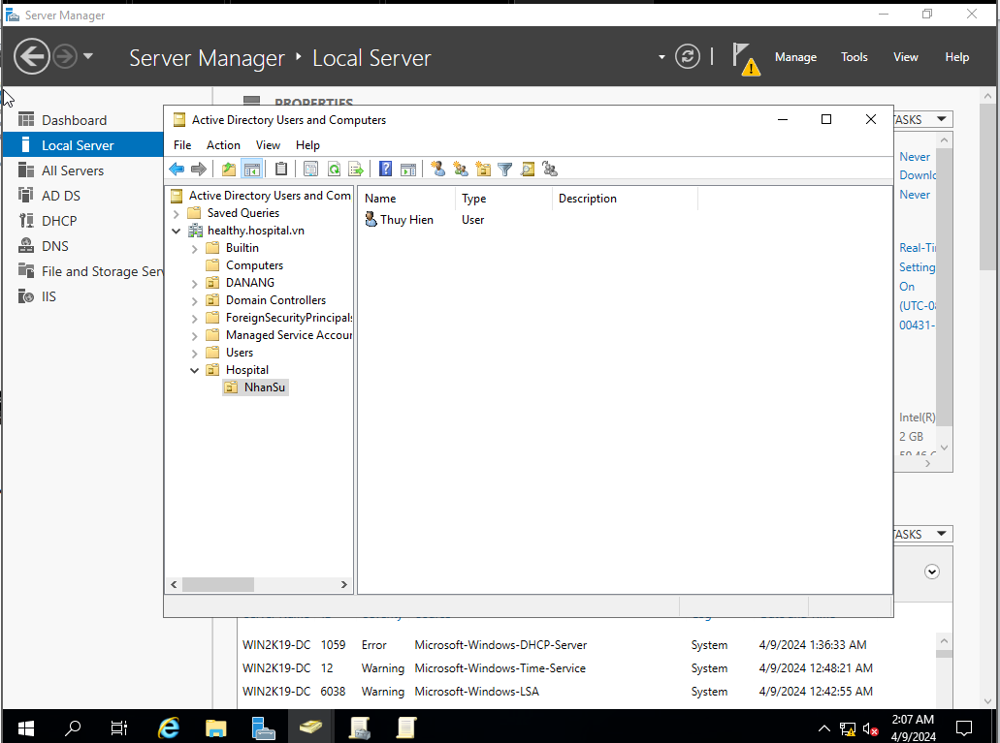 Server Manager
Server Manager
Local Server
Manage
Tools
View
Help
Dashboard
Local Server
All Servers
AD DS
DHCP
DNS
File and Storage Serv
IIS
PROPERTIES
TASKS
Never
Downlo
Never
Real-Ti
Setting
On
(UTC-08
00431-
Intel(R)
2 GB
Active Directory Users and Computers
File
Action
View
Help
Active Directory Users and Com
Saved Queries
healthy.hospital.vn
Builtin
Computers
DANANG
Domain Controllers
ForeignSecurityPrincipals
Managed Service Accoun
Users
Hospital
NhanSu
Name Type Description
Thuy Hien User
TASKS
WIN2K19-DC 1059 Error Microsoft-Windows-DHCP-Server System 4/9/2024 1:36:33 AM
WIN2K19-DC 12 Warning Microsoft-Windows-Time-Service System 4/9/2024 12:48:21 AM
WIN2K19-DC 6038 Warning Microsoft-Windows-LSA System 4/9/2024 12:42:55 AM
2:07 AM
4/9/2024